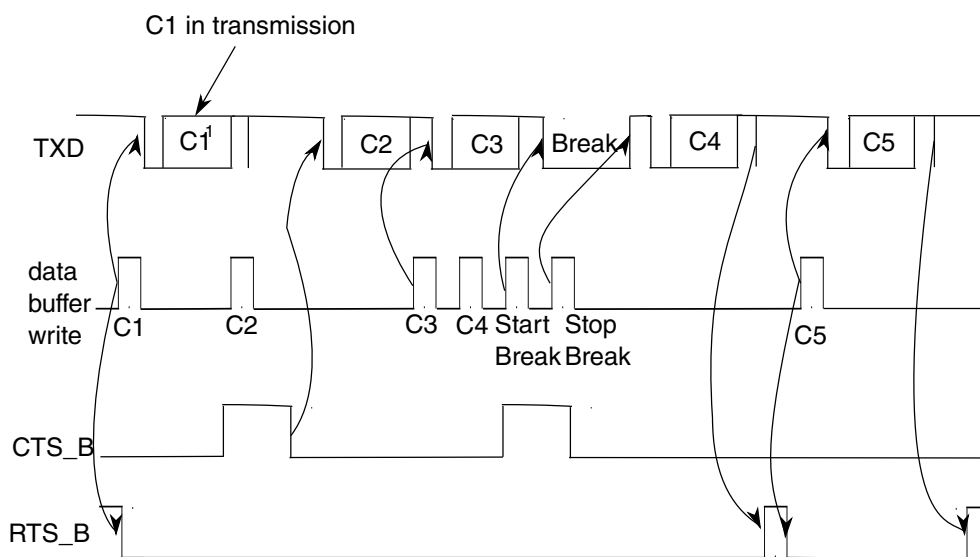 C1 in transmission
TXD
C1
1
C2
C3
Break
C4
C5
data
buffer
write
C1
C2
C3
C4
Start
Break
Stop
Break
C5
CTS_B
RTS_B